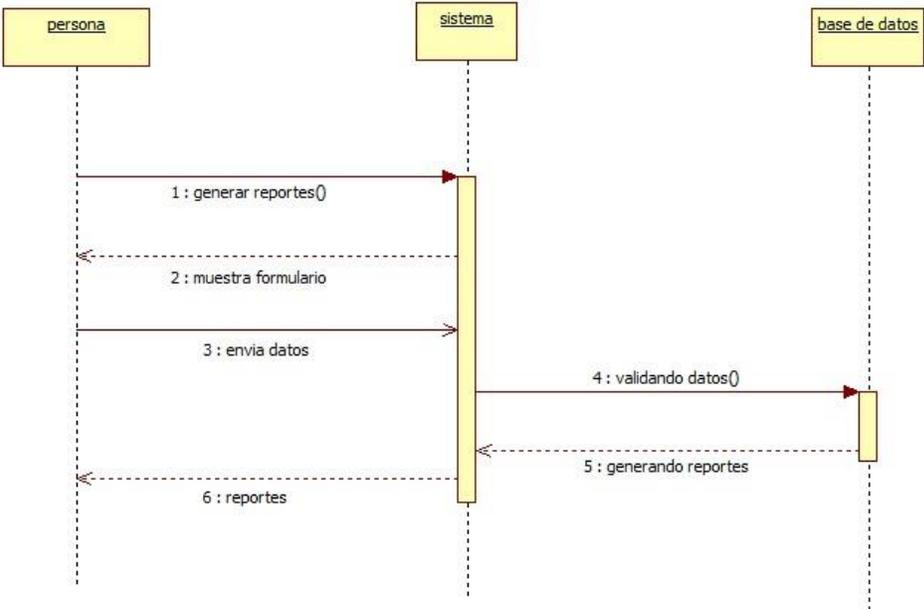 persona
sistema
base de datos
1 : generar reportes()
2 : muestra formulario
3 : envia datos
4 : validando datos()
5 : generando reportes
6 : reportes